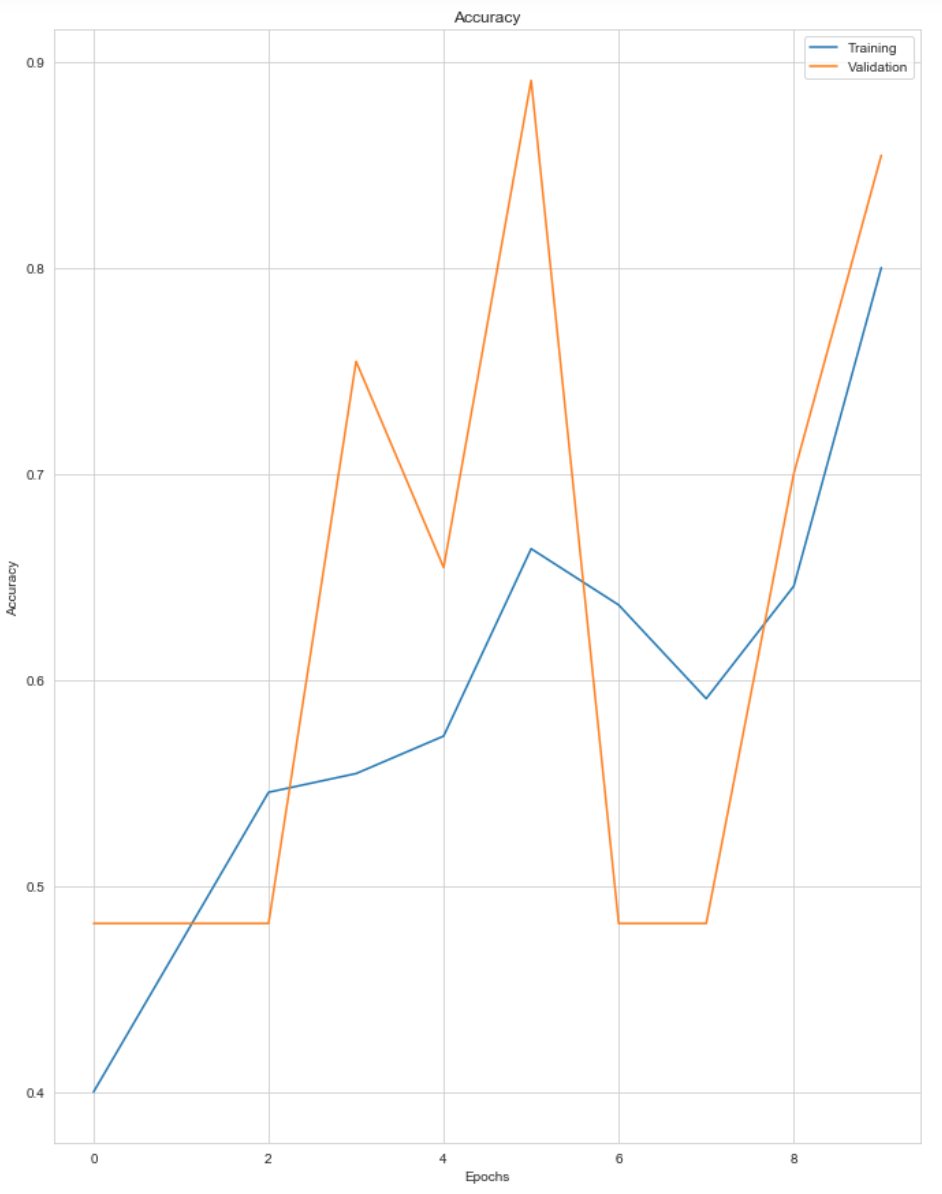 Accuracy
Training
Validation
0.9
0.8
0.7
0.6
0.5
0.4
Accuracy
0 2 4 6 8
Epochs